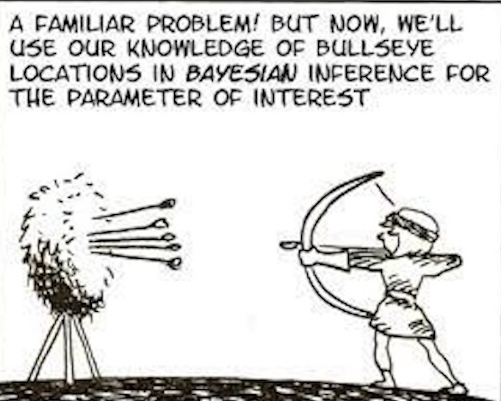 A FAMILIAR PROBLEM! BUT NOW, WE'LL
USE OUR KNOWLEDGE OF BULLSEYE
LOCATIONS IN BAYESIAN INFERENCE FOR
THE PARAMETER OF INTEREST